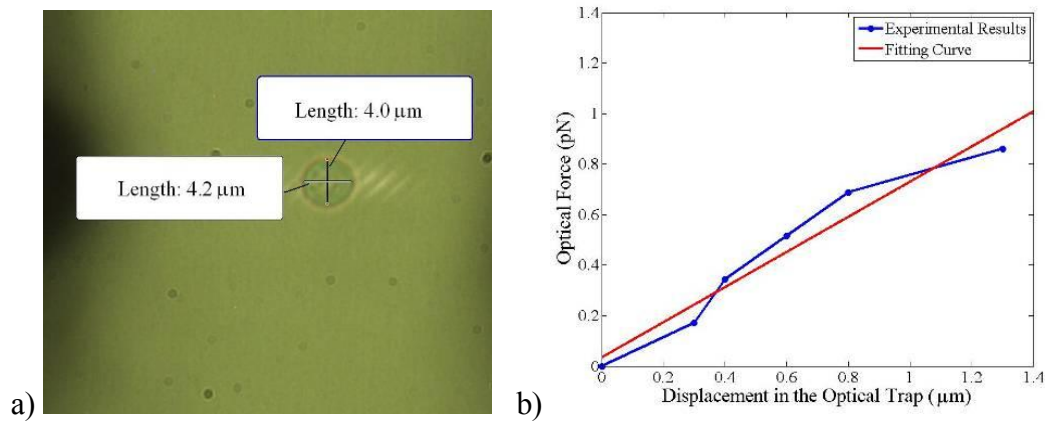 Length: 4.0 µm
Length: 4.2 µm
a)
1.4
1.2
1
0.8
0.6
0.4
0.2
0
Optical Force (pN)
Experimental Results
Fitting Curve
0 0.2 0.4 0.6 0.8 1 1.2 1.4
Displacement in the Optical Trap (µm)
b)